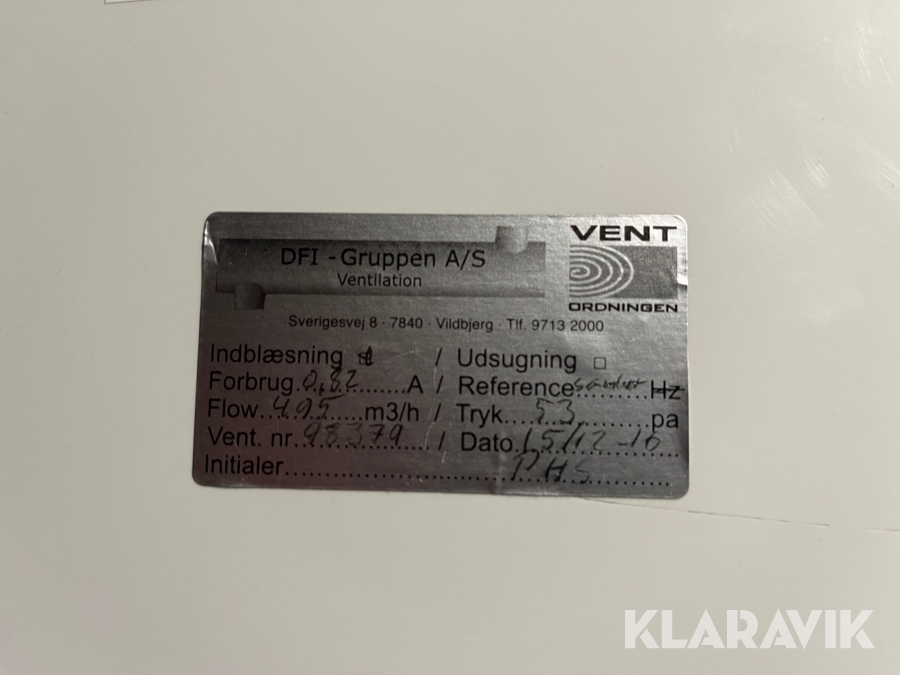 VENT
ORDNINGEN
DFI - Gruppen A/S
Ventilation
Sverigesvej 8 · 7840 · Vildbjerg · Tlf. 9713 2000
Indblæsning / Udsugning □
Forbrug 0,82 A / Reference Hz
Flow 495 m3/h / Tryk 53 pa
Vent. nr. 98379 / Dato 15/12-16
Initialer PHS
KLARAVIK